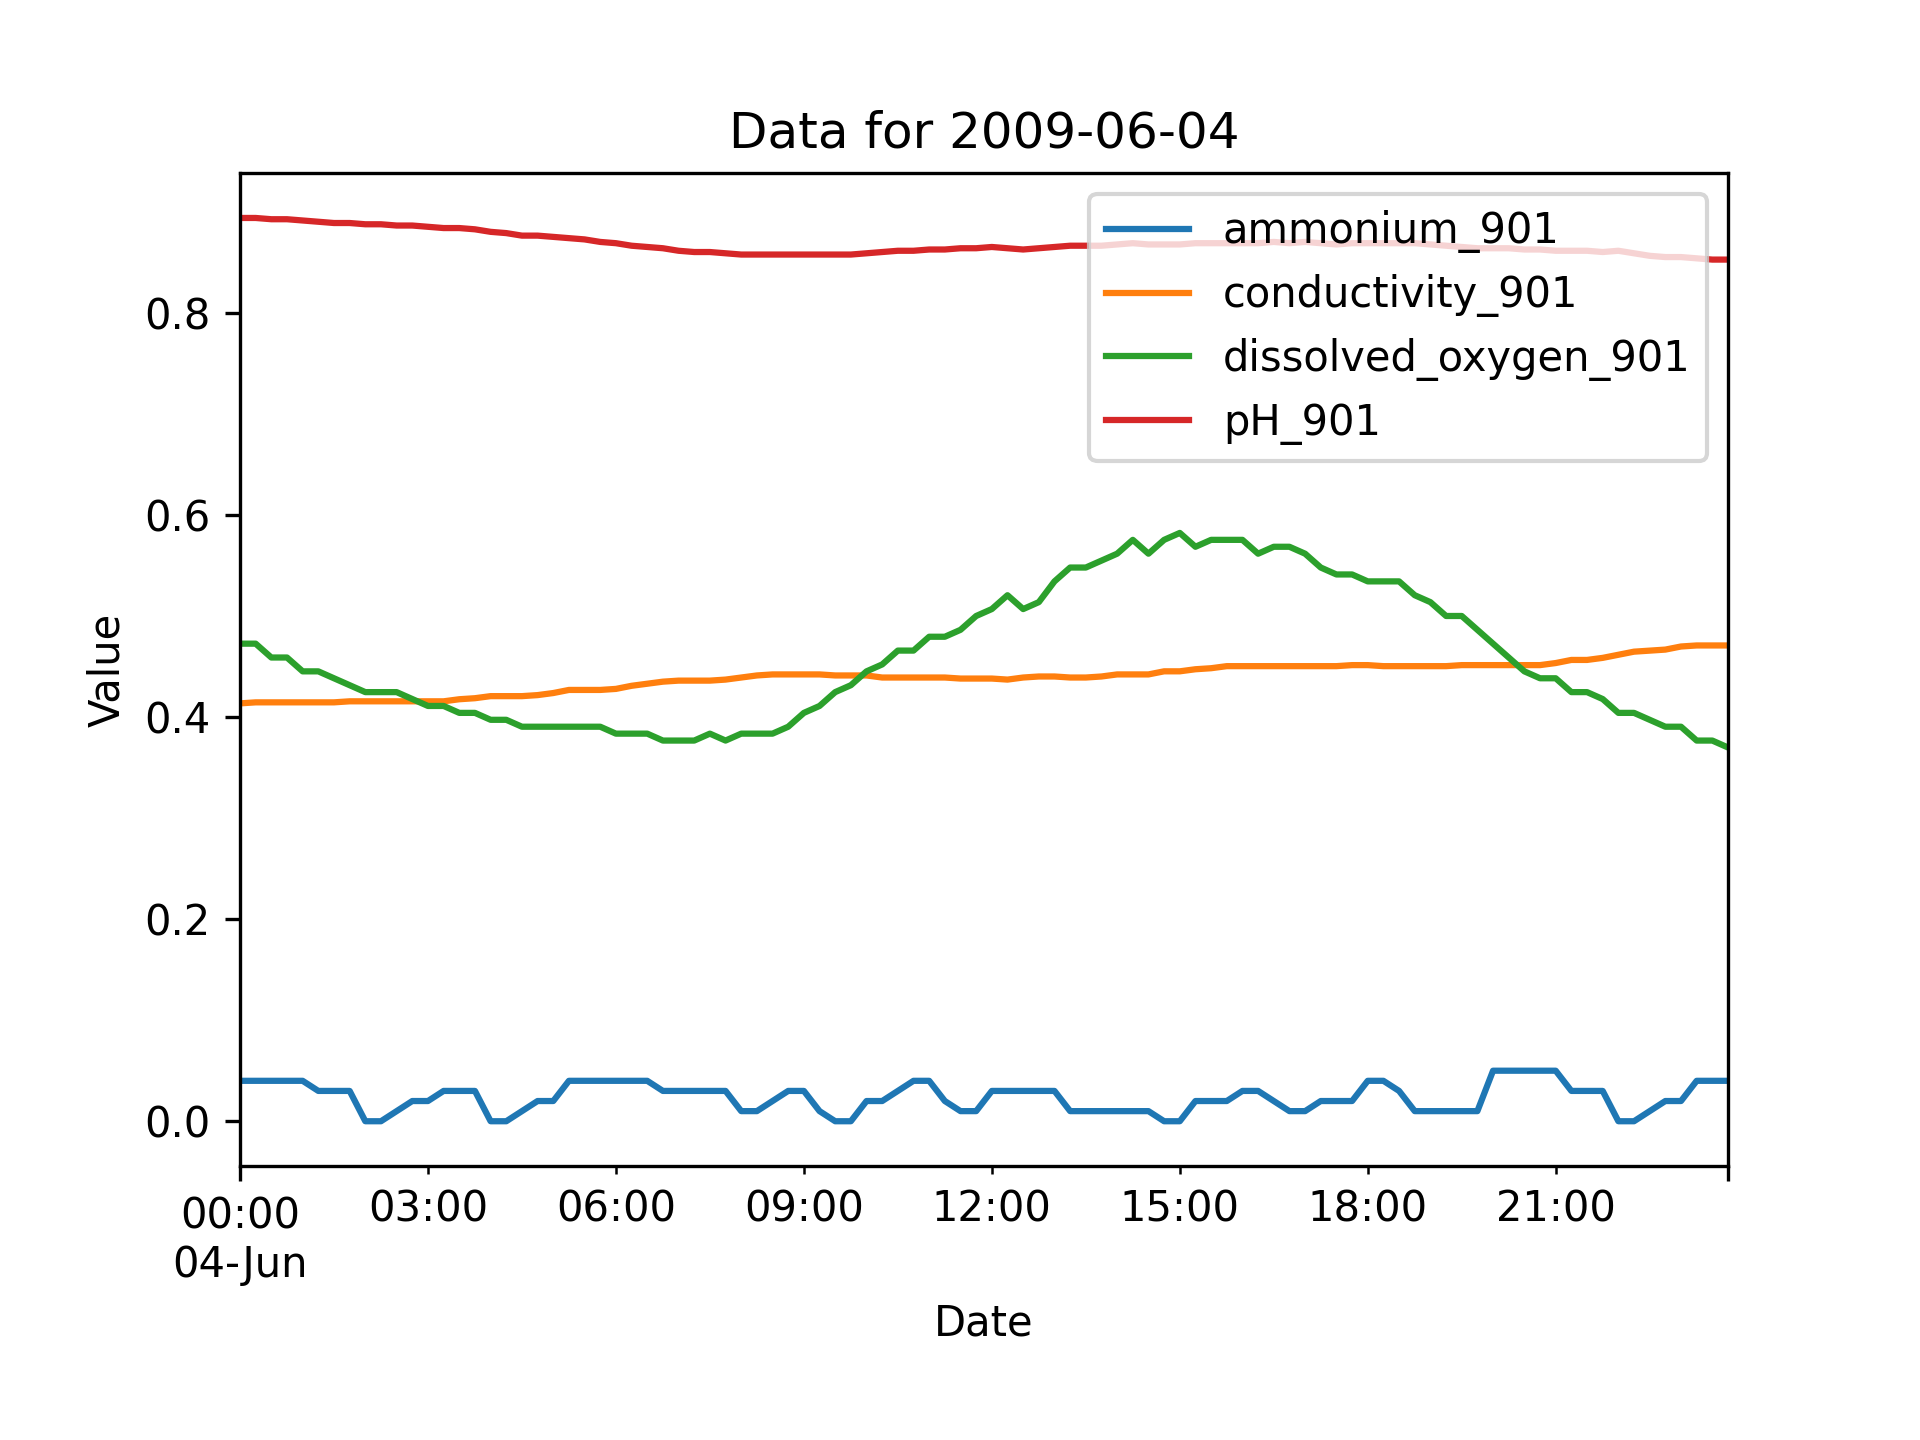 Data for 2009-06-04
ammonium_901
conductivity_901
dissolved_oxygen_901
pH_901
Value
0.8
0.6
0.4
0.2
0.0
00:00 03:00 06:00 09:00 12:00 15:00 18:00 21:00
04-Jun
Date